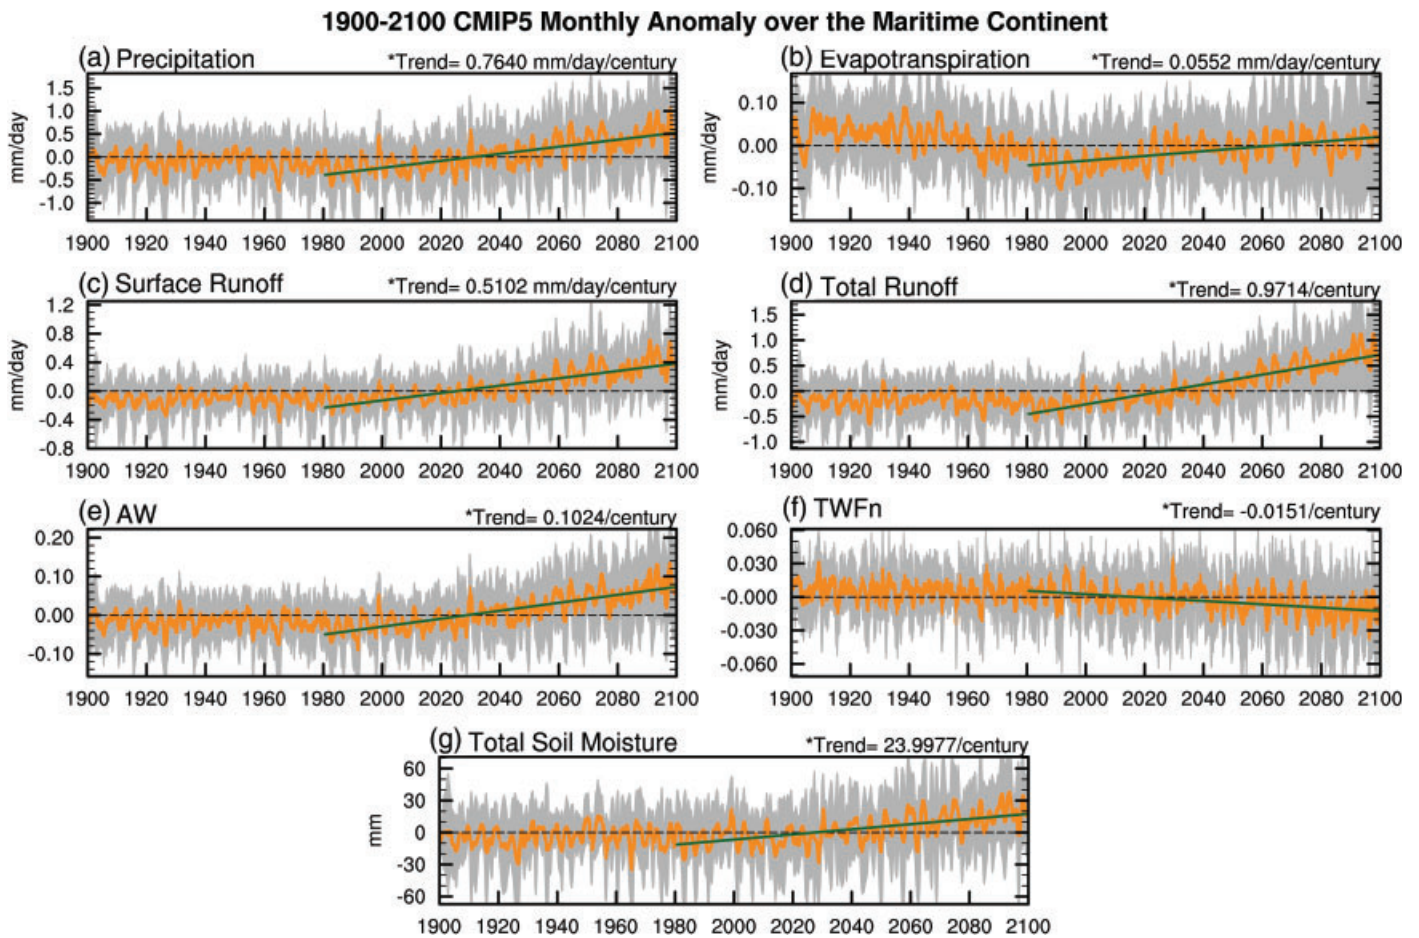 1900-2100 CMIP5 Monthly Anomaly over the Maritime Continent
(a) Precipitation *Trend= 0.7640 mm/day/century
mm/day
1.5
1.0
0.5
0.0
-0.5
-1.0
1900 1920 1940 1960 1980 2000 2020 2040 2060 2080 2100
(b) Evapotranspiration *Trend= 0.0552 mm/day/century
mm/day
0.10
0.00
-0.10
1900 1920 1940 1960 1980 2000 2020 2040 2060 2080 2100
(c) Surface Runoff *Trend= 0.5102 mm/day/century
mm/day
1.2
0.8
0.4
0.0
-0.4
-0.8
1900 1920 1940 1960 1980 2000 2020 2040 2060 2080 2100
(d) Total Runoff *Trend= 0.9714/century
mm/day
1.5
1.0
0.5
0.0
-0.5
-1.0
1900 1920 1940 1960 1980 2000 2020 2040 2060 2080 2100
(e) AW *Trend= 0.1024/century
0.20
0.10
0.00
-0.10
1900 1920 1940 1960 1980 2000 2020 2040 2060 2080 2100
(f) TWFn *Trend= -0.0151/century
0.060
0.030
-0.000
-0.030
-0.060
1900 1920 1940 1960 1980 2000 2020 2040 2060 2080 2100
(g) Total Soil Moisture *Trend= 23.9977/century
mm
60
30
0
-30
-60
1900 1920 1940 1960 1980 2000 2020 2040 2060 2080 2100